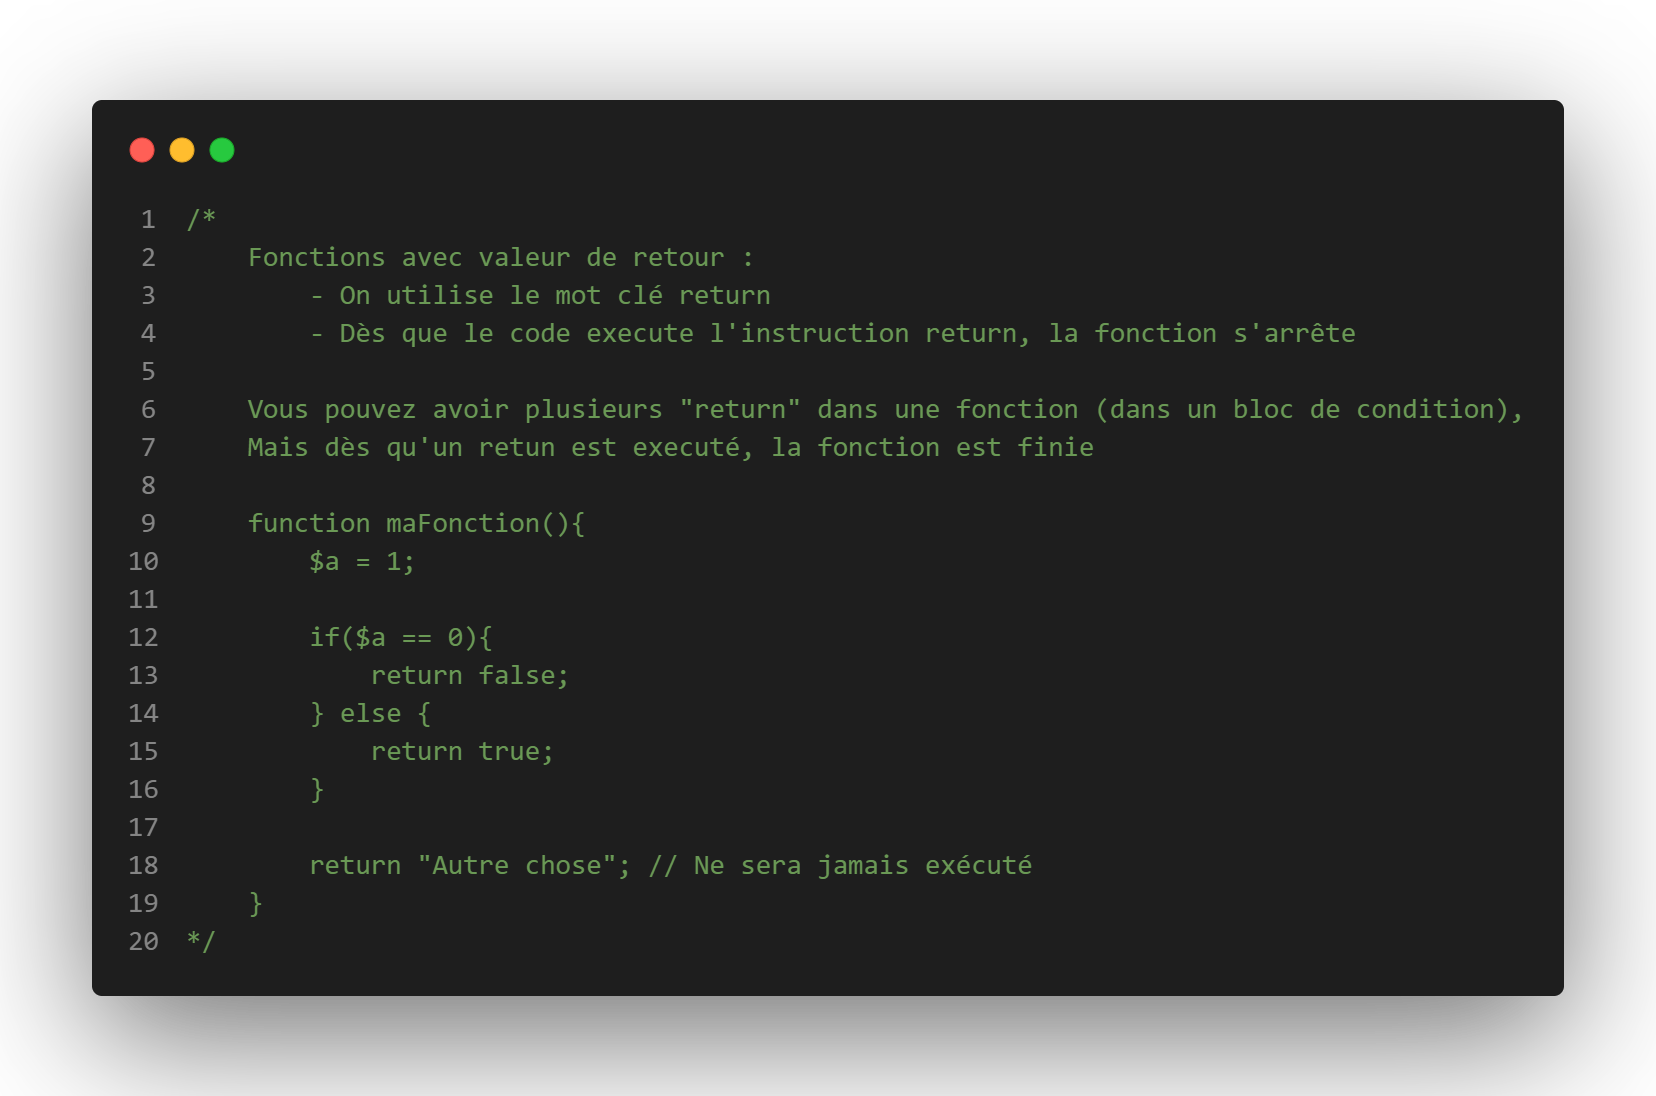 1 /*
2     Fonctions avec valeur de retour :
3         - On utilise le mot clé return
4         - Dès que le code execute l'instruction return, la fonction s'arrête
5
6     Vous pouvez avoir plusieurs "return" dans une fonction (dans un bloc de condition),
7     Mais dès qu'un retun est executé, la fonction est finie
8
9     function maFonction(){
10         $a = 1;
11
12         if($a == 0){
13             return false;
14         } else {
15             return true;
16         }
17
18         return "Autre chose"; // Ne sera jamais exécuté
19     }
20 */